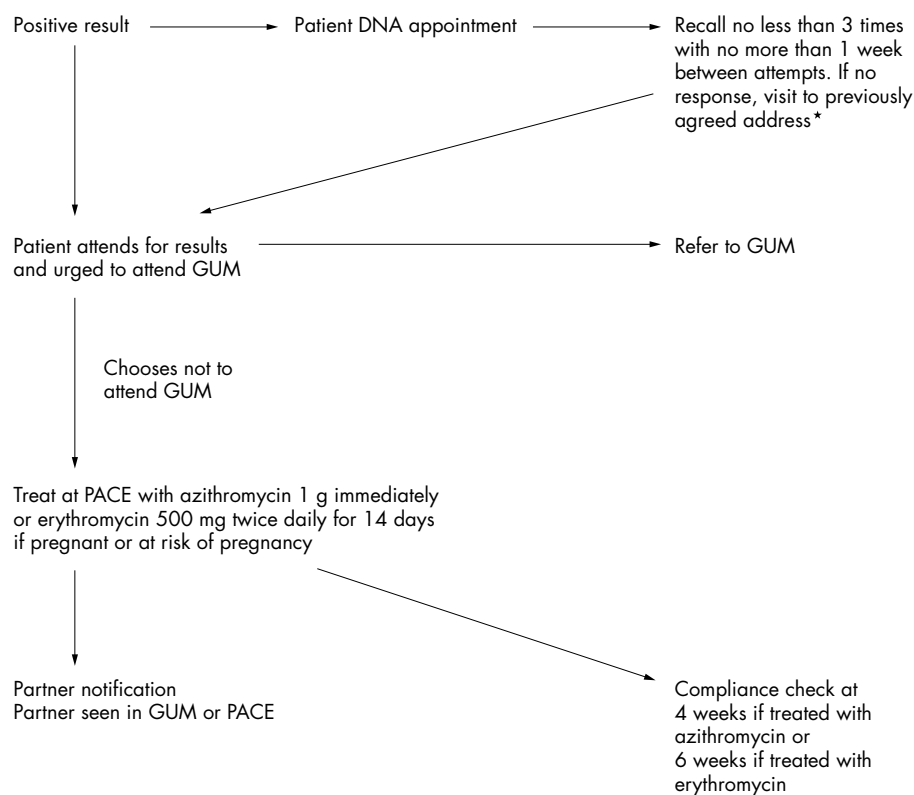 Positive result
Patient DNA appointment
Recall no less than 3 times
with no more than 1 week
between attempts. If no
response, visit to previously
agreed address*
Patient attends for results
and urged to attend GUM
Refer to GUM
Chooses not to
attend GUM
Treat at PACE with azithromycin 1 g immediately
or erythromycin 500 mg twice daily for 14 days
if pregnant or at risk of pregnancy
Partner notification
Partner seen in GUM or PACE
Compliance check at
4 weeks if treated with
azithromycin or
6 weeks if treated with
erythromycin